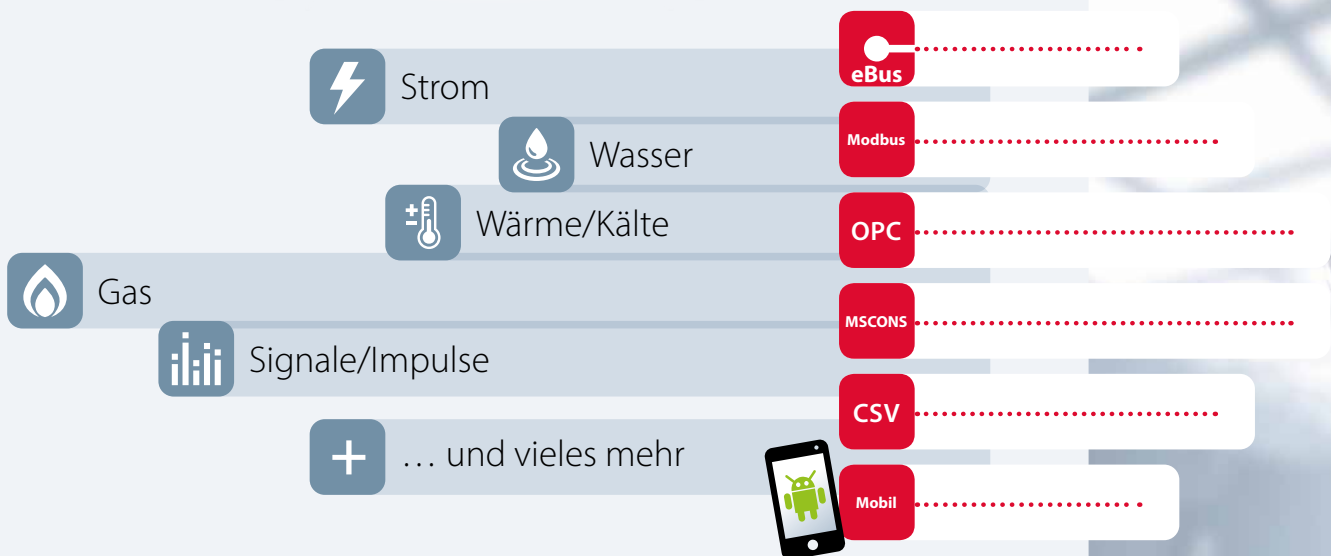 Strom
Wasser
Wärme/Kälte
Gas
Signale/Impulse
… und vieles mehr
eBus
Modbus
OPC
MSCONS
CSV
Mobil